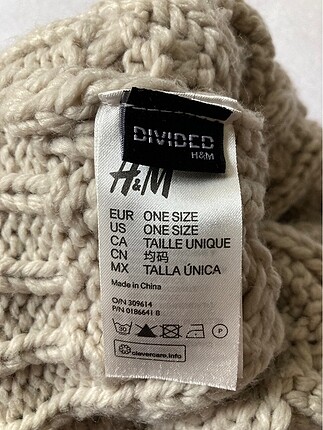 DIVIDED
H&M
H&M
EUR ONE SIZE
US ONE SIZE
CA TAILLE UNIQUE
CN 均码
MX TALLA ÚNICA
Made in China
O/N 309614
P/N 0186641 8
30 P
clevercare.info